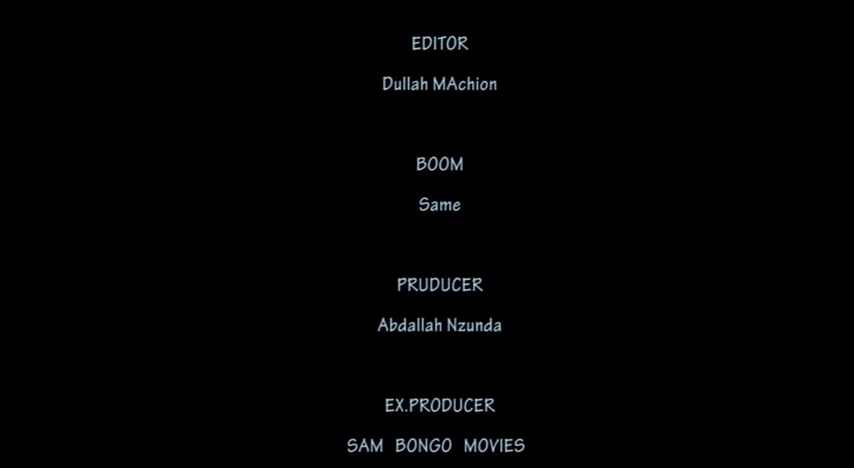 EDITOR
Dullah MAchion
BOOM
Same
PRUDUCER
Abdallah Nzunda
EX.PRODUCER
SAM BONGO MOVIES